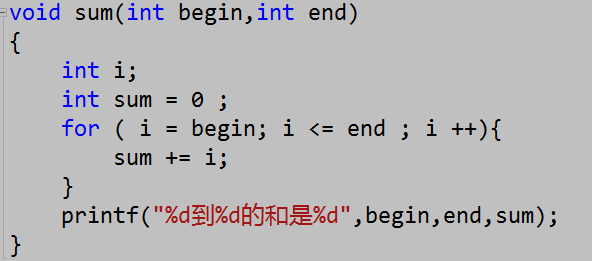 void sum(int begin,int end)
{
    int i;
    int sum = 0 ;
    for ( i = begin; i <= end ; i ++){
        sum += i;
    }
    printf("%d到%d的和是%d",begin,end,sum);
}